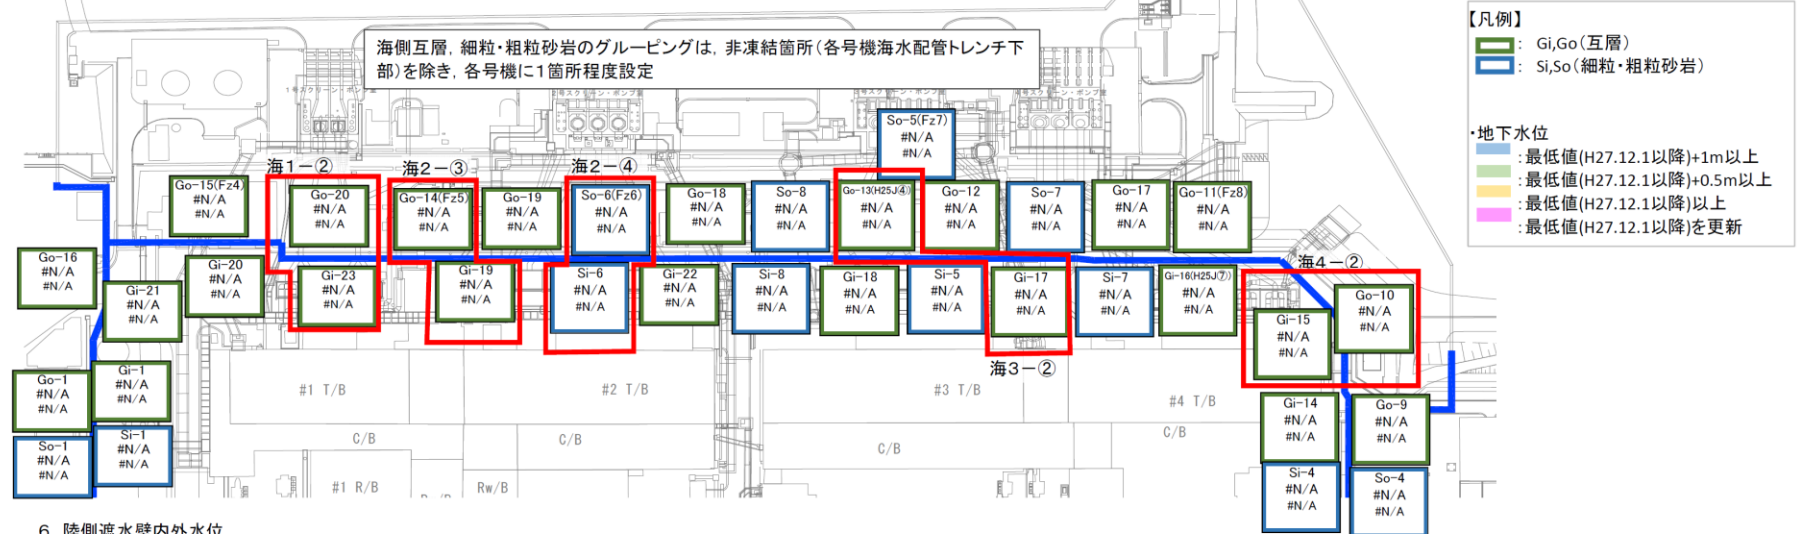 海側互層，細粒・粗粒砂岩のグルーピングは，非凍結箇所（各号機海水配管トレンチ下
部）を除き，各号機に１箇所程度設定
【凡例】
： Gi,Go（互層）
： Si,So（細粒・粗粒砂岩）
・地下水位
：最低値(H27.12.1以降)+1m以上
：最低値(H27.12.1以降)+0.5m以上
：最低値(H27.12.1以降)以上
：最低値(H27.12.1以降)を更新
So-5(Fz7)
#N/A
#N/A
海１－②
海２－③
海２－④
Go-15(Fz4)
#N/A
#N/A
Go-20
#N/A
#N/A
Go-14(Fz5)
#N/A
#N/A
Go-19
#N/A
#N/A
So-6(Fz6)
#N/A
#N/A
Go-18
#N/A
#N/A
So-8
#N/A
#N/A
Go-13(H25J④)
#N/A
#N/A
Go-12
#N/A
#N/A
So-7
#N/A
#N/A
Go-17
#N/A
#N/A
Go-11(Fz8)
#N/A
#N/A
Go-16
#N/A
#N/A
Gi-21
#N/A
#N/A
Gi-20
#N/A
#N/A
Gi-23
#N/A
#N/A
Gi-19
#N/A
#N/A
Si-6
#N/A
#N/A
Gi-22
#N/A
#N/A
Si-8
#N/A
#N/A
Gi-18
#N/A
#N/A
Si-5
#N/A
#N/A
Gi-17
#N/A
#N/A
Si-7
#N/A
#N/A
Gi-16(H25J⑦)
#N/A
#N/A
海４－②
Go-10
#N/A
#N/A
Gi-15
#N/A
#N/A
海３－②
Go-1
#N/A
#N/A
Gi-1
#N/A
#N/A
#1 T/B
#2 T/B
#3 T/B
#4 T/B
Gi-14
#N/A
#N/A
Go-9
#N/A
#N/A
So-1
#N/A
#N/A
Si-1
#N/A
#N/A
C/B
C/B
C/B
C/B
Si-4
#N/A
#N/A
So-4
#N/A
#N/A
#1 R/B
Rw/B
６．陸側遮水壁内外水位